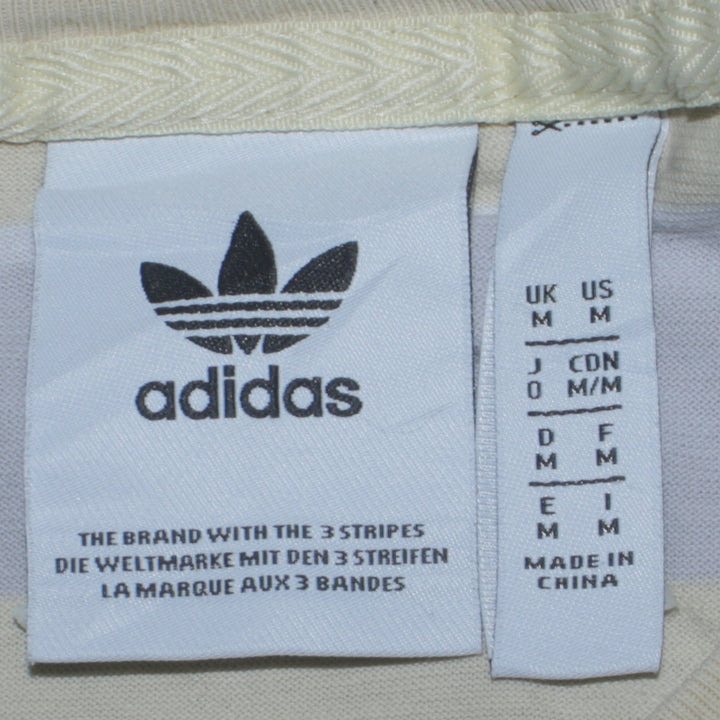 adidas
THE BRAND WITH THE 3 STRIPES
DIE WELTMARKE MIT DEN 3 STREIFEN
LA MARQUE AUX 3 BANDES
UK US
M M
J CDN
O M/M
D F
M M
E I
M M
MADE IN
CHINA